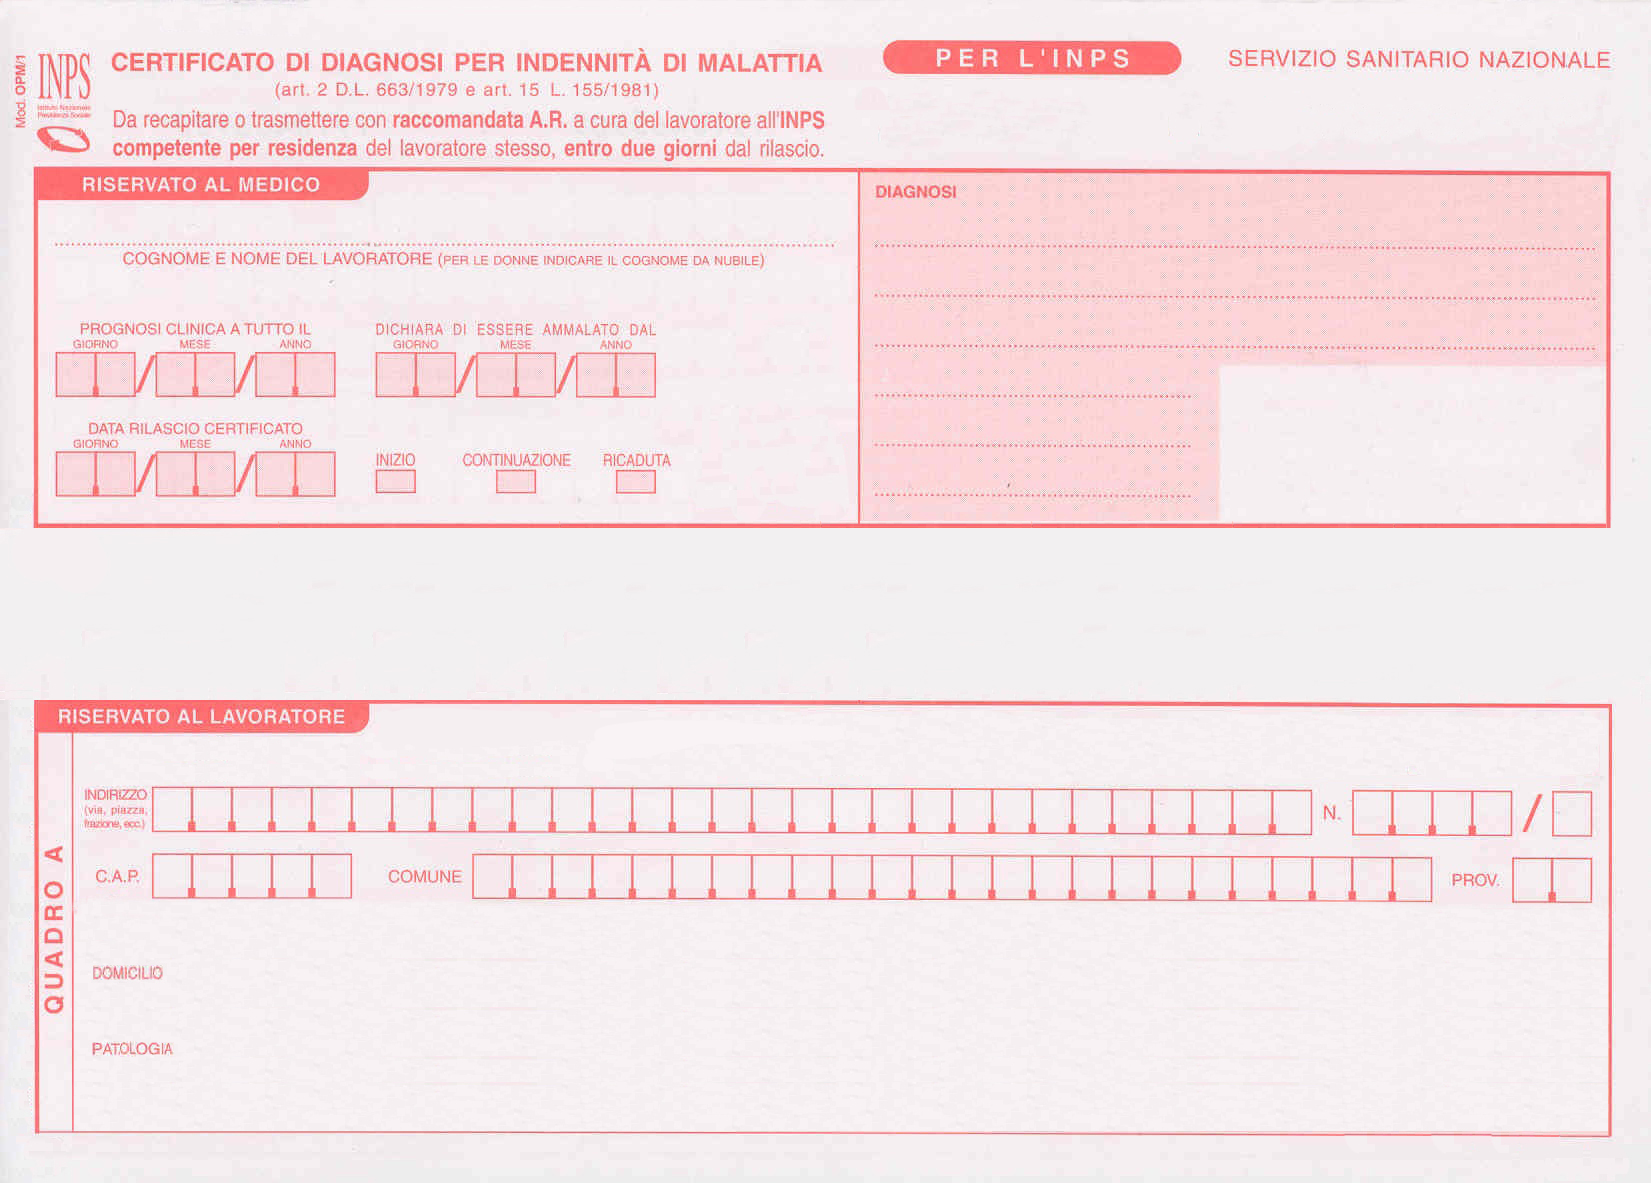 Mod. OPM/1
INPS
Istituto Nazionale
Previdenza Sociale
CERTIFICATO DI DIAGNOSI PER INDENNITÀ DI MALATTIA
(art. 2 D.L. 663/1979 e art. 15 L. 155/1981)
Da recapitare o trasmettere con raccomandata A.R. a cura del lavoratore all'INPS
competente per residenza del lavoratore stesso, entro due giorni dal rilascio.
PER L'INPS
SERVIZIO SANITARIO NAZIONALE
RISERVATO AL MEDICO
COGNOME E NOME DEL LAVORATORE (PER LE DONNE INDICARE IL COGNOME DA NUBILE)
PROGNOSI CLINICA A TUTTO IL
GIORNO MESE ANNO
/ /
DICHIARA DI ESSERE AMMALATO DAL
GIORNO MESE ANNO
/ /
DATA RILASCIO CERTIFICATO
GIORNO MESE ANNO
/ /
INIZIO CONTINUAZIONE RICADUTA
DIAGNOSI
RISERVATO AL LAVORATORE
QUADRO A
INDIRIZZO
(via, piazza,
frazione, ecc.)
N. /
C.A.P. COMUNE PROV.
DOMICILIO
PATOLOGIA